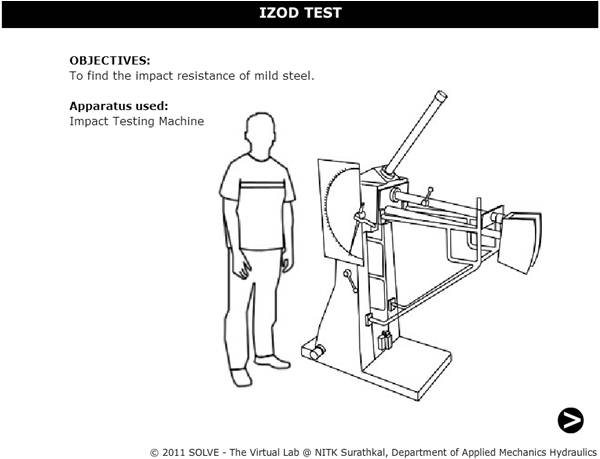 IZOD TEST
OBJECTIVES:
To find the impact resistance of mild steel.
Apparatus used:
Impact Testing Machine
© 2011 SOLVE - The Virtual Lab @ NITK Surathkal, Department of Applied Mechanics Hydraulics